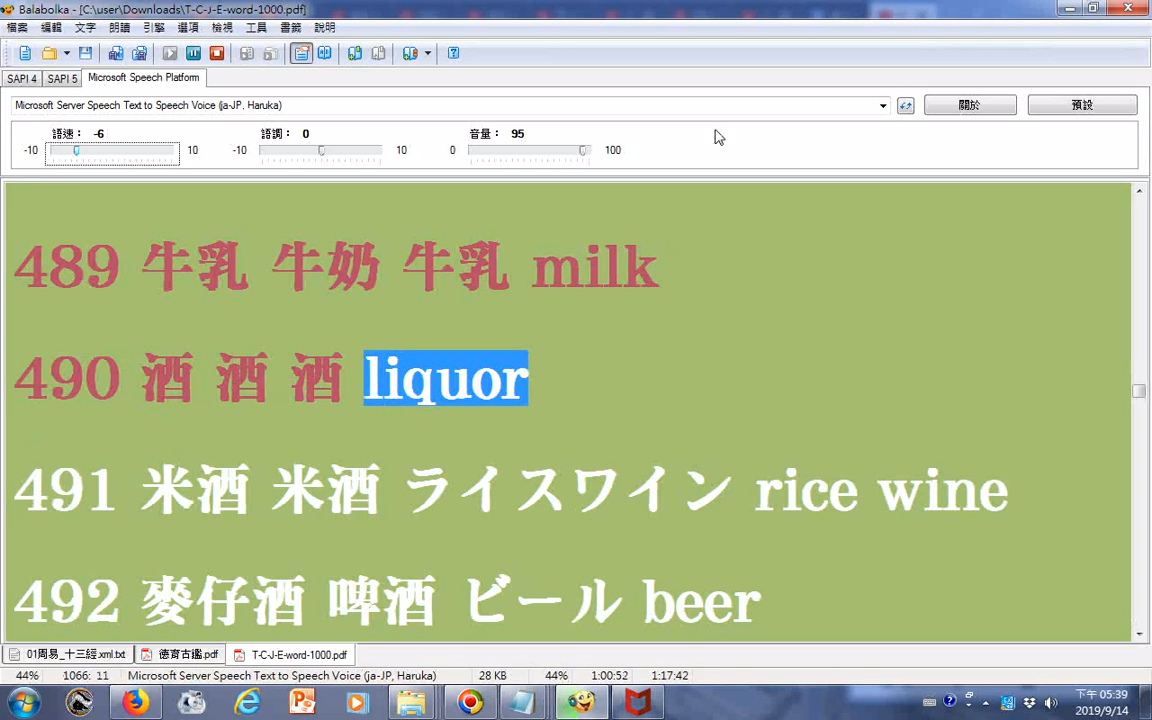 Balabolka - [C:\user\Downloads\T-C-J-E-word-1000.pdf]
檔案 編輯 文字 朗讀 引擎 選項 檢視 工具 書籤 說明
SAPI 4 SAPI 5 Microsoft Speech Platform
Microsoft Server Speech Text to Speech Voice (ja-JP, Haruka) 關於 預設
語速： -6 語調： 0 音量： 95
-10 10 -10 10 0 100
489 牛乳 牛奶 牛乳 milk
490 酒 酒 酒 liquor
491 米酒 米酒 ライスワイン rice wine
492 麥仔酒 啤酒 ビール beer
01周易_十三經.xml.txt 德育古鑑.pdf T-C-J-E-word-1000.pdf
44% 1066: 11 Microsoft Server Speech Text to Speech Voice (ja-JP, Haruka) 28 KB 44% 1:00:52 1:17:42
下午 05:39
2019/9/14